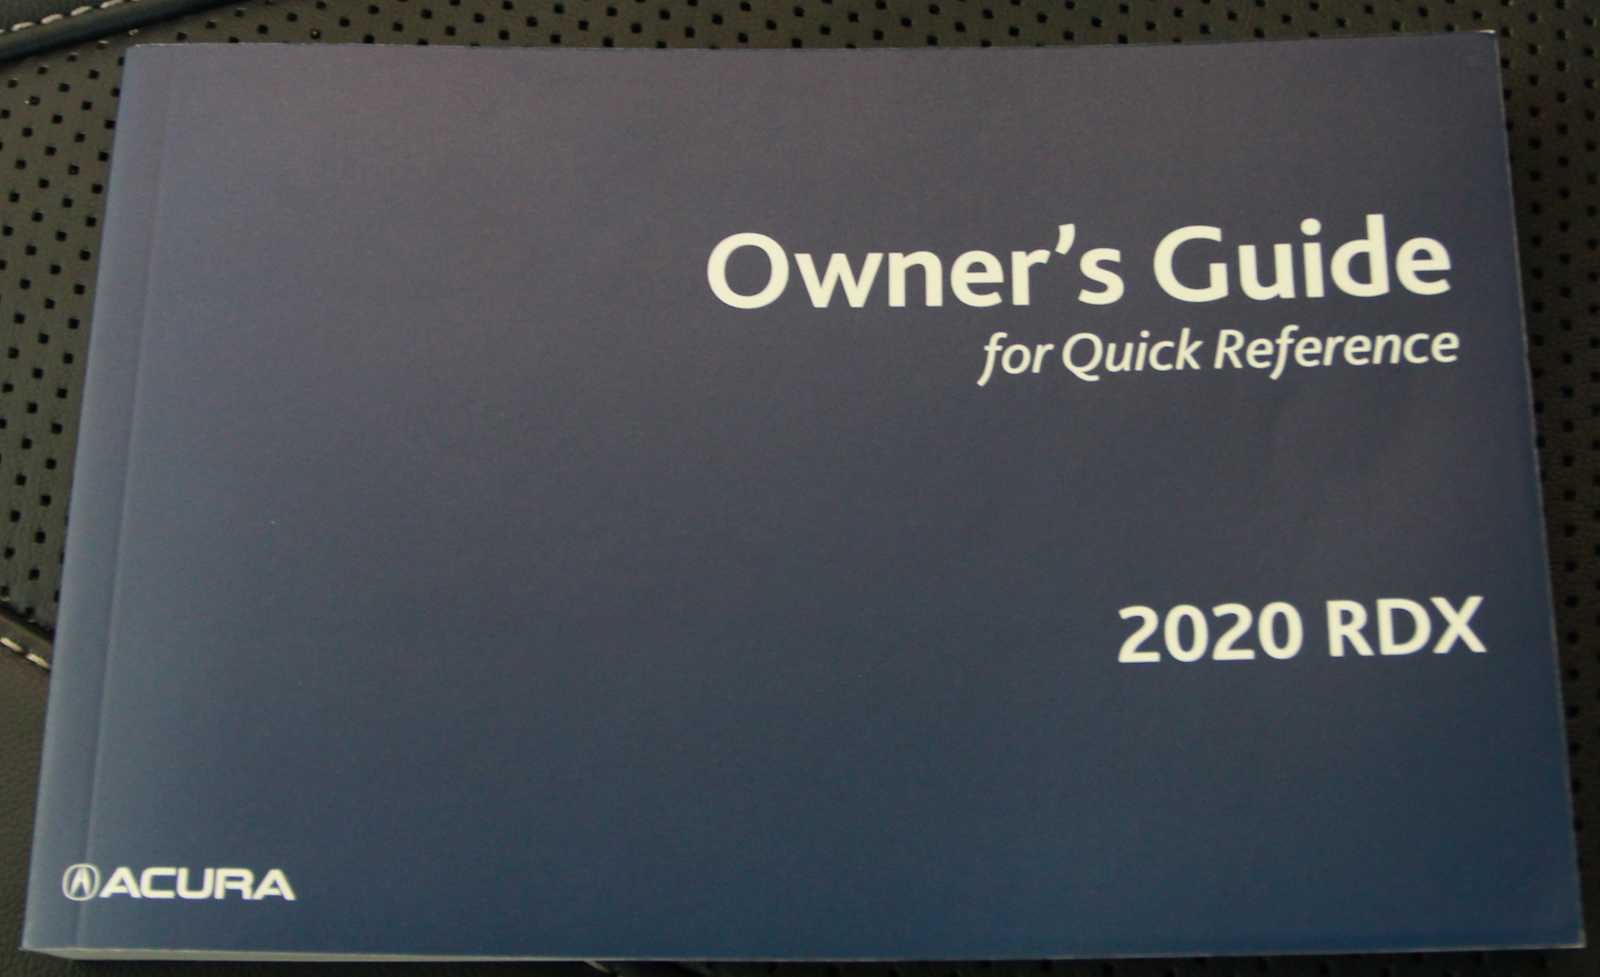 Owner's Guide
for Quick Reference
2020 RDX
ACURA